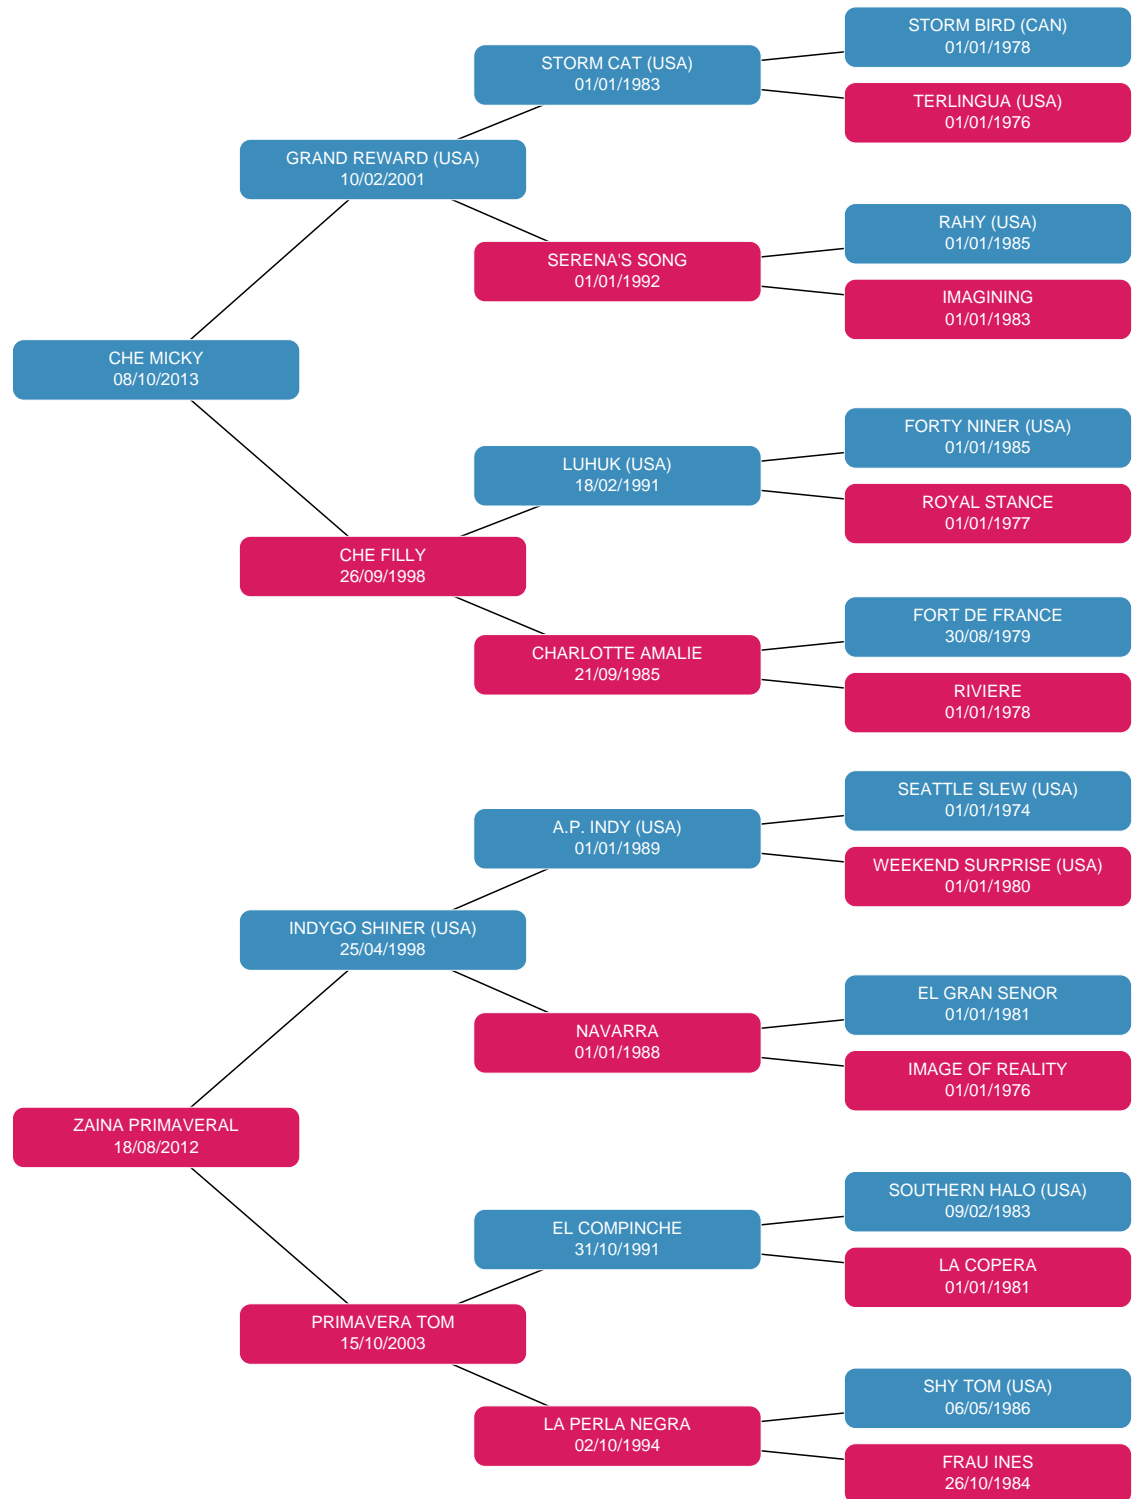 STORM BIRD (CAN)
01/01/1978
STORM CAT (USA)
01/01/1983
TERLINGUA (USA)
01/01/1976
GRAND REWARD (USA)
10/02/2001
RAHY (USA)
01/01/1985
SERENA'S SONG
01/01/1992
IMAGINING
01/01/1983
CHE MICKY
08/10/2013
FORTY NINER (USA)
01/01/1985
LUHUK (USA)
18/02/1991
ROYAL STANCE
01/01/1977
CHE FILLY
26/09/1998
FORT DE FRANCE
30/08/1979
CHARLOTTE AMALIE
21/09/1985
RIVIERE
01/01/1978
SEATTLE SLEW (USA)
01/01/1974
A.P. INDY (USA)
01/01/1989
WEEKEND SURPRISE (USA)
01/01/1980
INDYGO SHINER (USA)
25/04/1998
EL GRAN SENOR
01/01/1981
NAVARRA
01/01/1988
IMAGE OF REALITY
01/01/1976
ZAINA PRIMAVERAL
18/08/2012
SOUTHERN HALO (USA)
09/02/1983
EL COMPINCHE
31/10/1991
LA COPERA
01/01/1981
PRIMAVERA TOM
15/10/2003
SHY TOM (USA)
06/05/1986
LA PERLA NEGRA
02/10/1994
FRAU INES
26/10/1984